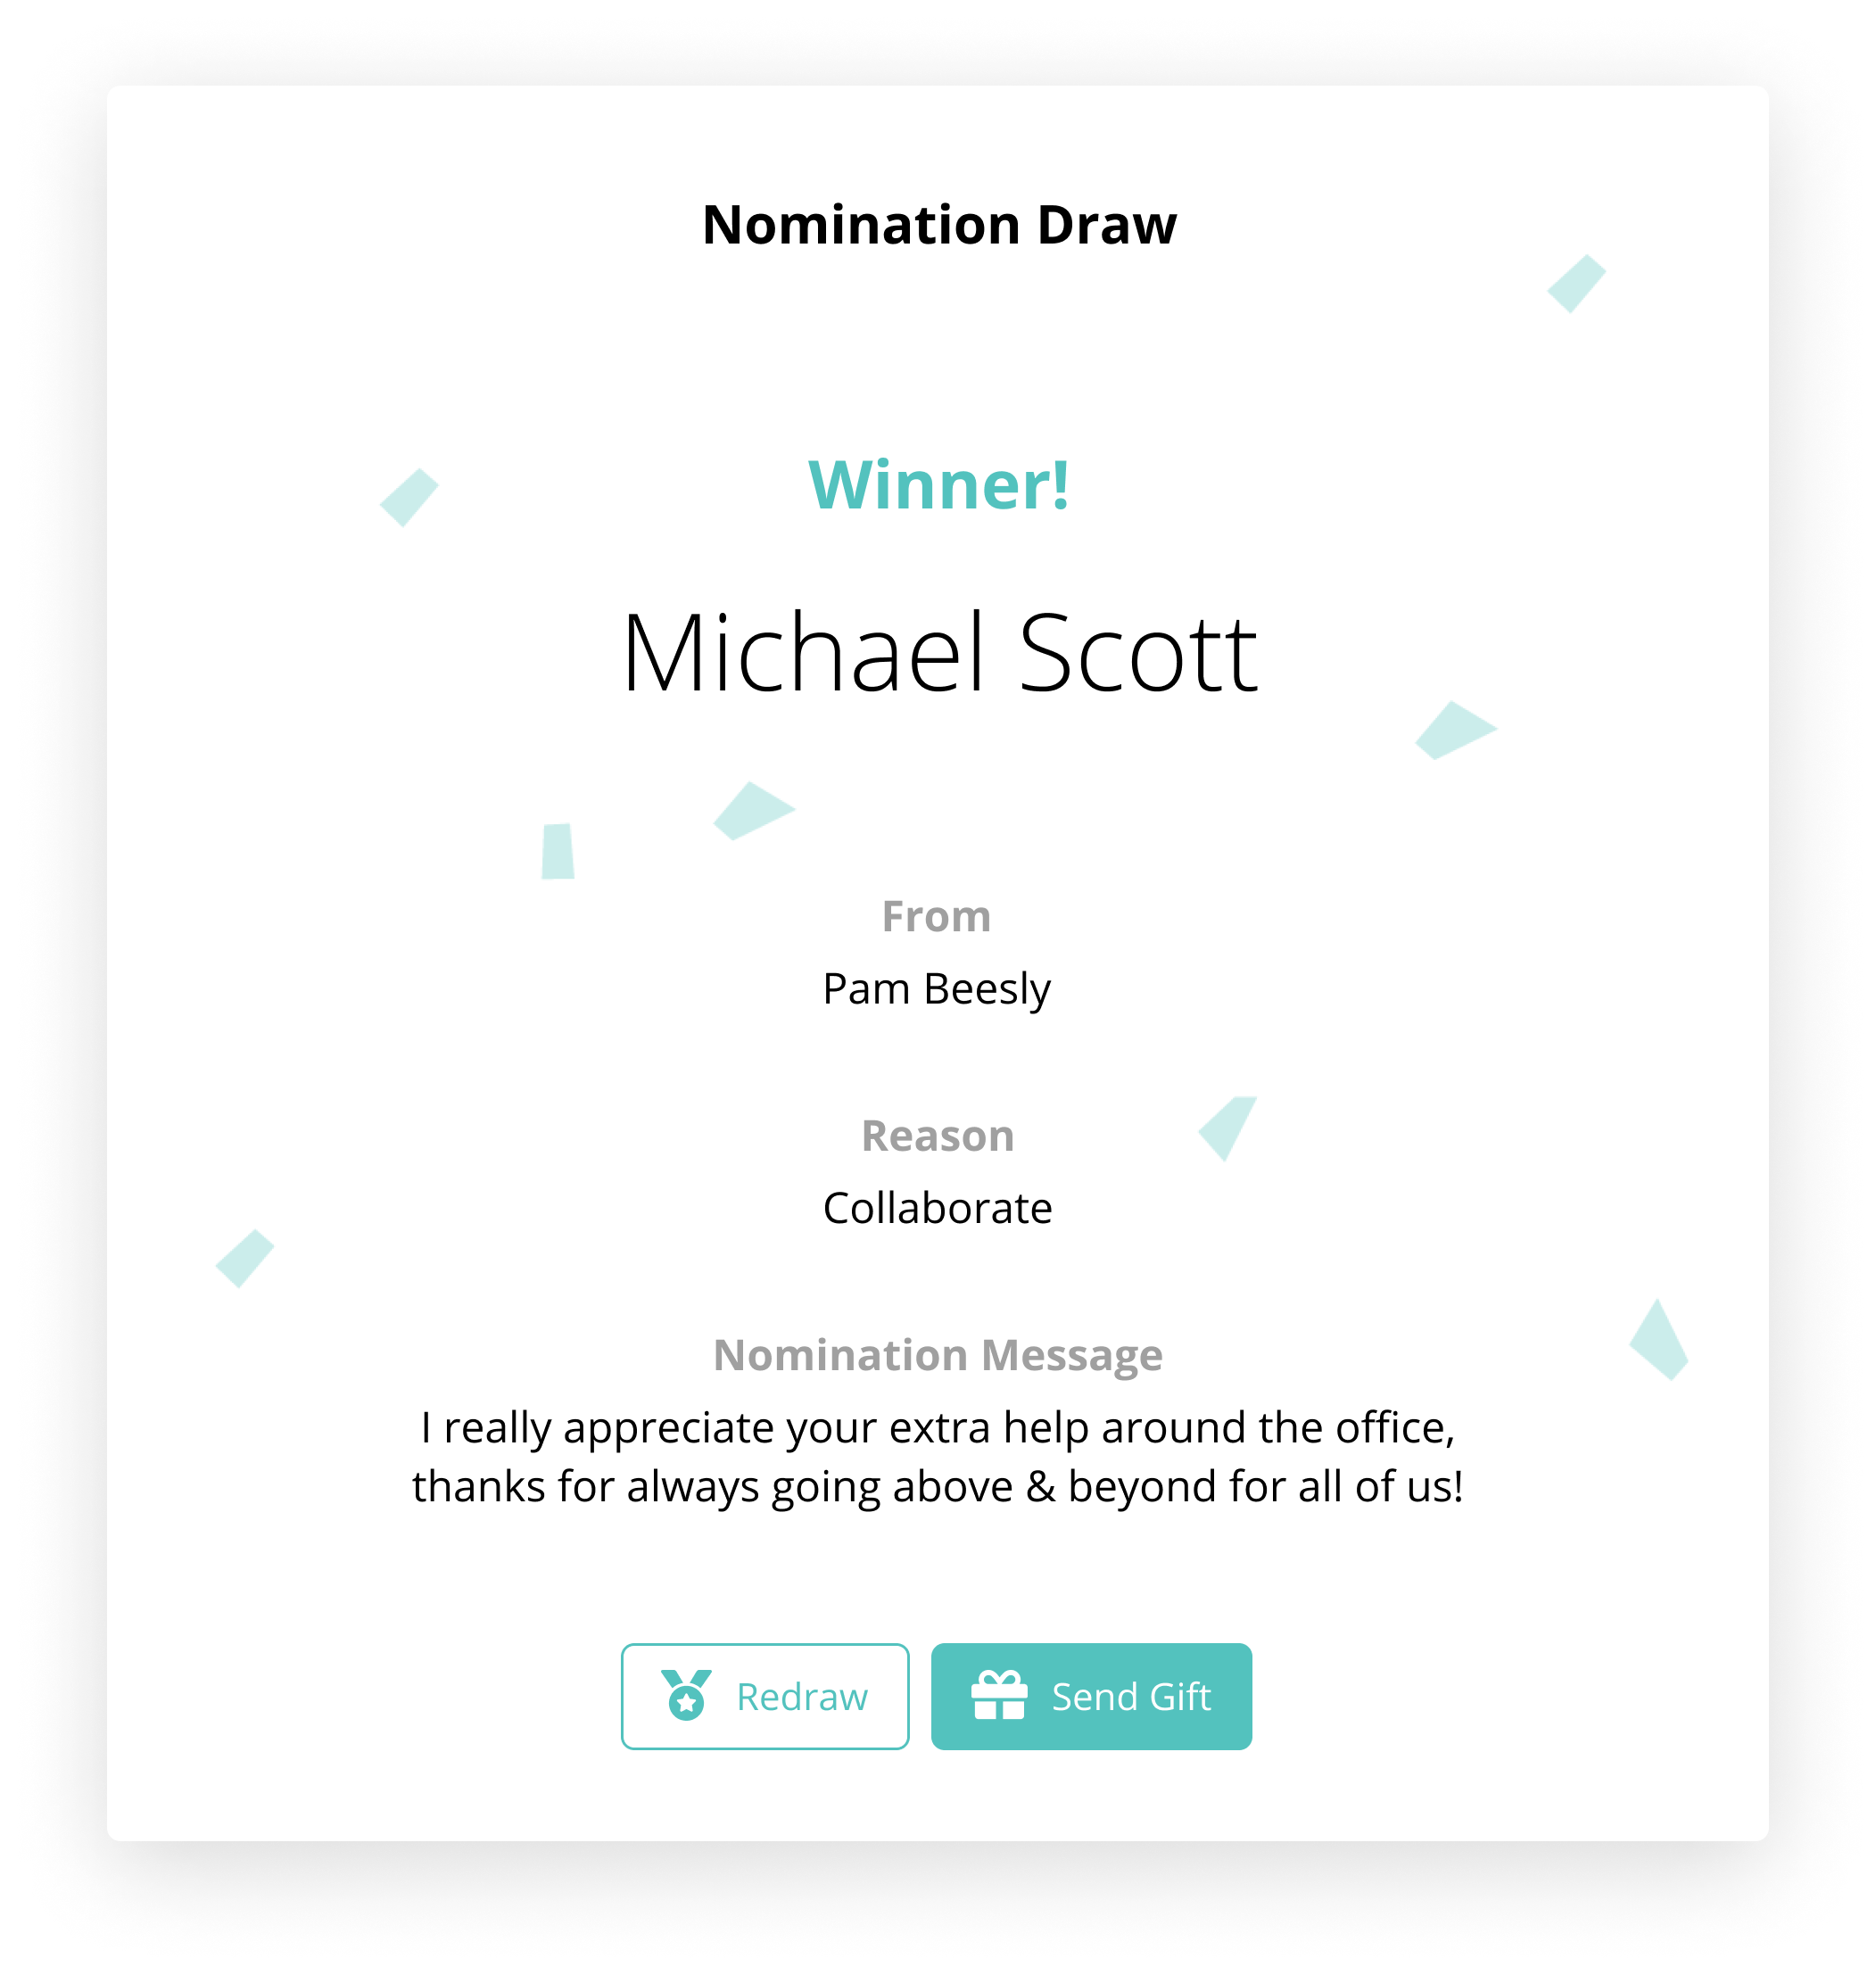 Nomination Draw
Winner!
Michael Scott
From
Pam Beesly
Reason
Collaborate
Nomination Message
I really appreciate your extra help around the office,
thanks for always going above & beyond for all of us!
Redraw
Send Gift